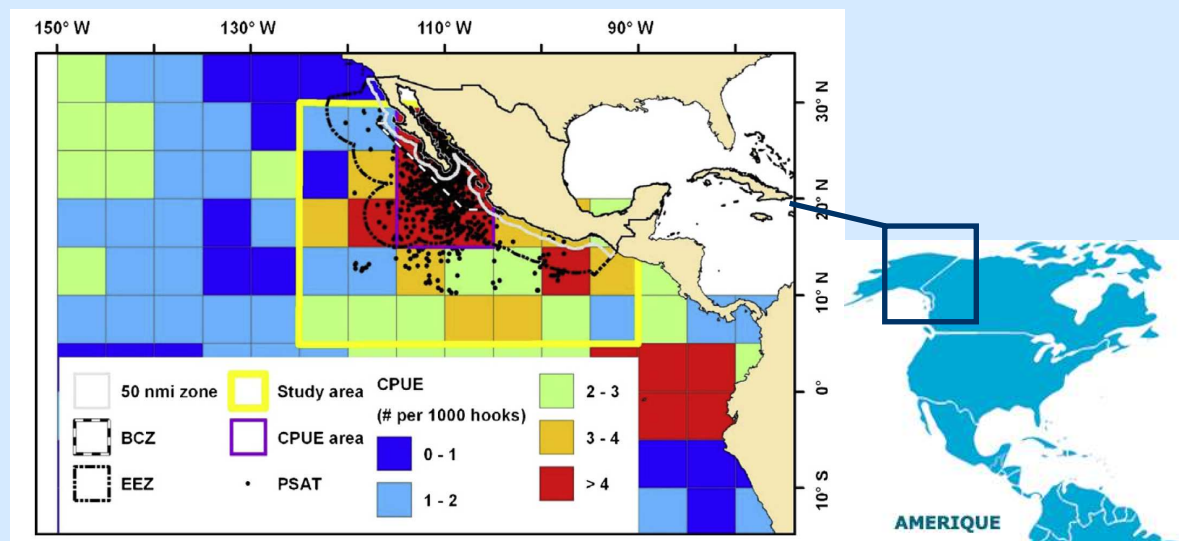 150° W 130° W 110° W 90° W
30° N
20° N
10° N
0°
10° S
50 nmi zone
BCZ
EEZ
Study area
CPUE area
PSAT
CPUE
(# per 1000 hooks)
0 - 1
1 - 2
2 - 3
3 - 4
> 4
AMERIQUE